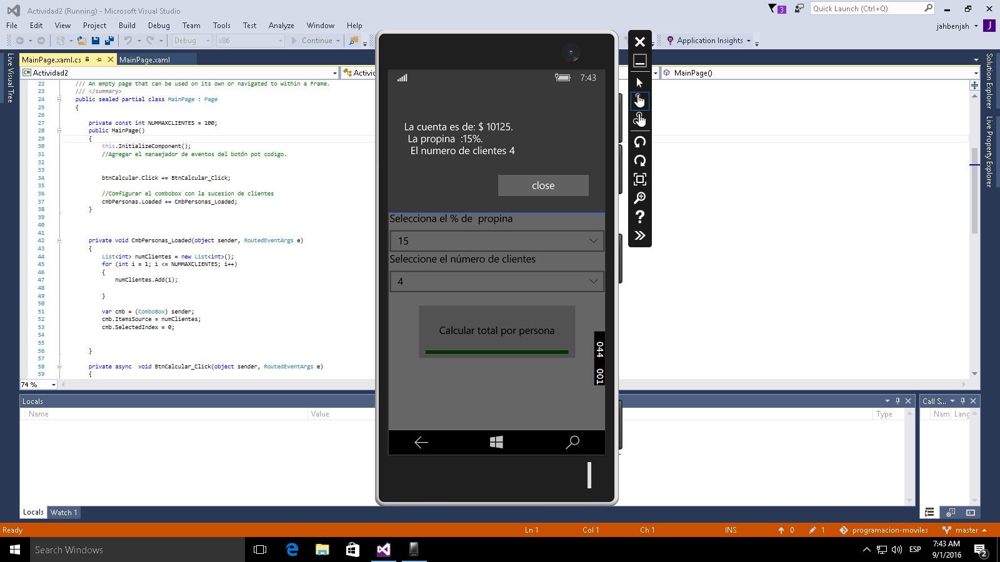 Actividad2 (Running) - Microsoft Visual Studio
3
Quick Launch (Ctrl+Q)
File Edit View Project Build Debug Team Tools Test Analyze Window Help
jahbenjah
J
Debug x86 Continue
Application Insights
MainPage.xaml.cs MainPage.xaml
C# Actividad2
Activid
MainPage()
Live Visual Tree
Solution Explorer
Live Property Explorer
22 /// An empty page that can be used on its own or navigated to within a Frame.
23 /// </summary>
24 public sealed partial class MainPage : Page
25 {
26
27 private const int NUMMAXCLIENTES = 100;
28 public MainPage()
29 {
30 this.InitializeComponent();
31 //Agregar el manaejador de eventos del botón pot codigo.
32
33
34 btnCalcular.Click += BtnCalcular_Click;
35
36 //Comfigurar el combobox con la sucesion de clientes
37 cmbPersonas.Loaded += CmbPersonas_Loaded;
38 }
39
40
41
42 private void CmbPersonas_Loaded(object sender, RoutedEventArgs e)
43 {
44 List<int> numClientes = new List<int>();
45 for (int i = 1; i <= NUMMAXCLIENTES; i++)
46 {
47 numClientes.Add(i);
48
49 }
50
51 var cmb = (ComboBox) sender;
52 cmb.ItemsSource = numClientes;
53 cmb.SelectedIndex = 0;
54
55
56 }
57
58 private async void BtnCalcular_Click(object sender, RoutedEventArgs e)
59 {
74 %
7:43
La cuenta es de: $ 10125.
La propina :15%.
El numero de clientes 4
close
Selecciona el % de propina
15
Seleccione el número de clientes
4
Calcular total por persona
044 001
Locals
Name Value Type
Call S...
Nam Lang
Locals Watch 1
Ready Ln 1 Col 1 Ch 1 INS 0 1 programacion-moviles master
Search Windows
ESP
7:43 AM
9/1/2016
2